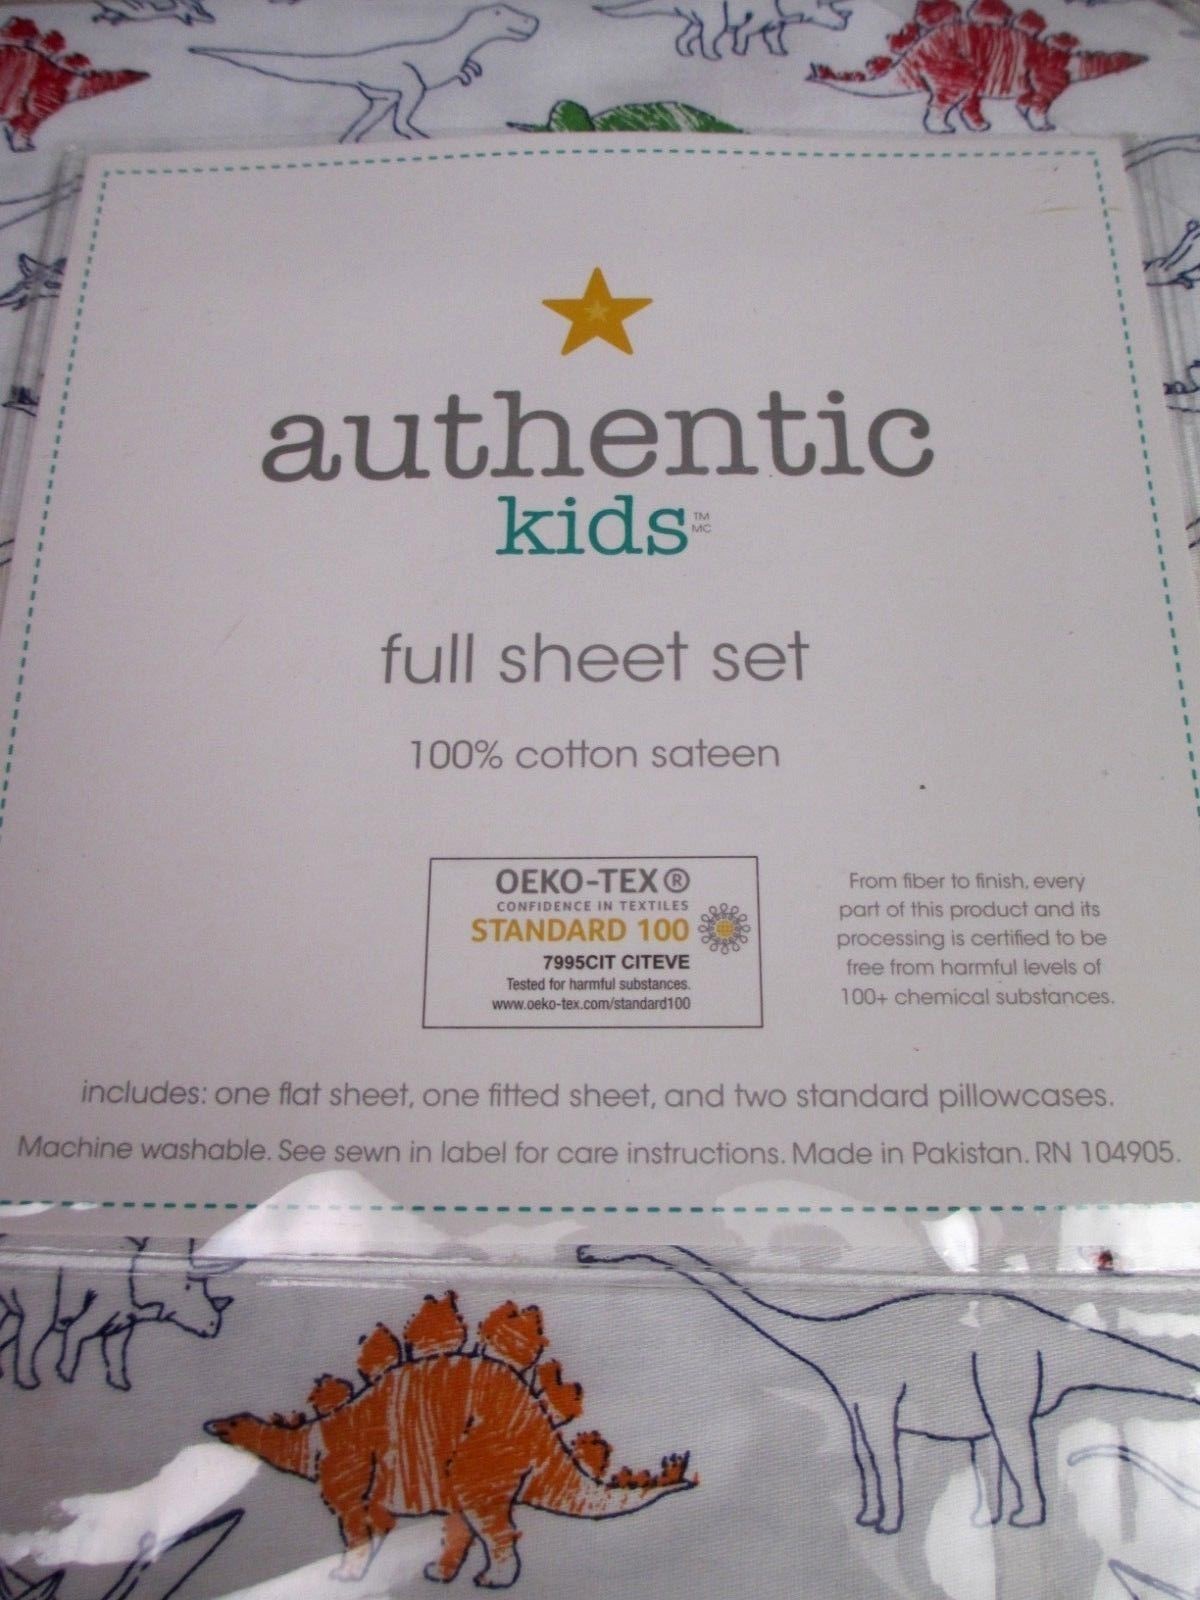 authentic
kids™
MC
full sheet set
100% cotton sateen
OEKO-TEX®
CONFIDENCE IN TEXTILES
STANDARD 100
7995CIT CITEVE
Tested for harmful substances.
www.oeko-tex.com/standard100
From fiber to finish, every
part of this product and its
processing is certified to be
free from harmful levels of
100+ chemical substances.
includes: one flat sheet, one fitted sheet, and two standard pillowcases.
Machine washable. See sewn in label for care instructions. Made in Pakistan. RN 104905.